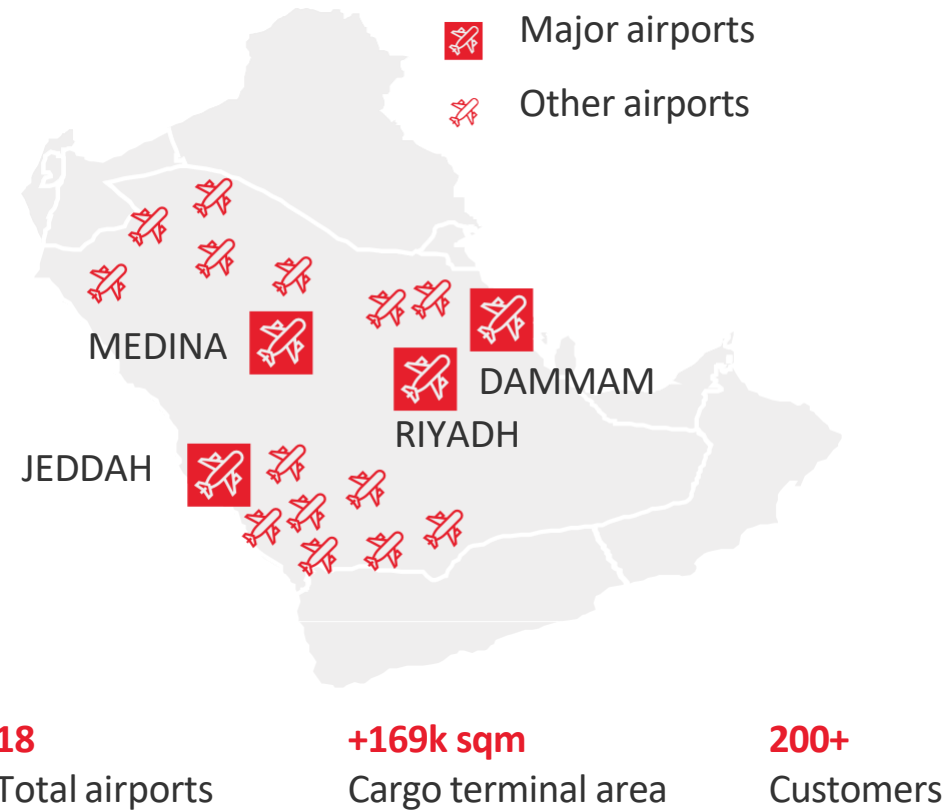 Major airports
Other airports
MEDINA
DAMMAM
RIYADH
JEDDAH
18
Total airports
+169k sqm
Cargo terminal area
200+
Customers